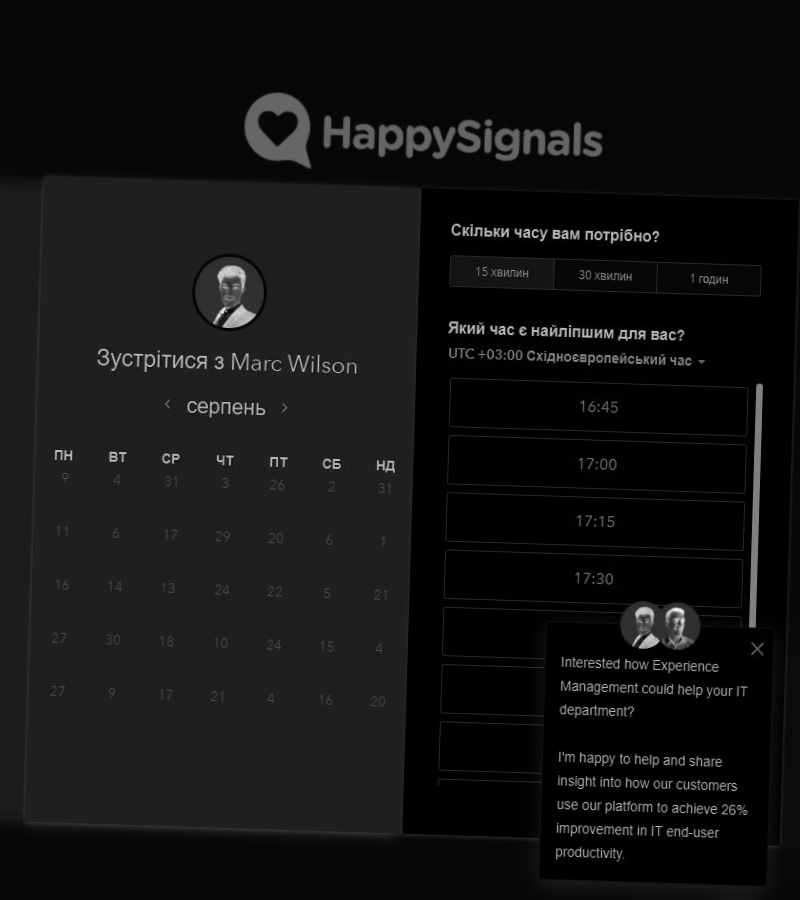 HappySignals
Зустрітися з Marc Wilson
серпень
ПН ВТ СР ЧТ ПТ СБ НД
9 4 31 3 26 2 31
11 6 17 29 20 6 1
16 14 13 24 22 5 21
27 30 18 10 24 15 4
27 9 17 21 4 16 20
Скільки часу вам потрібно?
15 хвилин 30 хвилин 1 годин
Який час є найліпшим для вас?
UTC +03:00 Східноєвропейський час
16:45
17:00
17:15
17:30
Interested how Experience
Management could help your IT
department?
I'm happy to help and share
insight into how our customers
use our platform to achieve 26%
improvement in IT end-user
productivity.